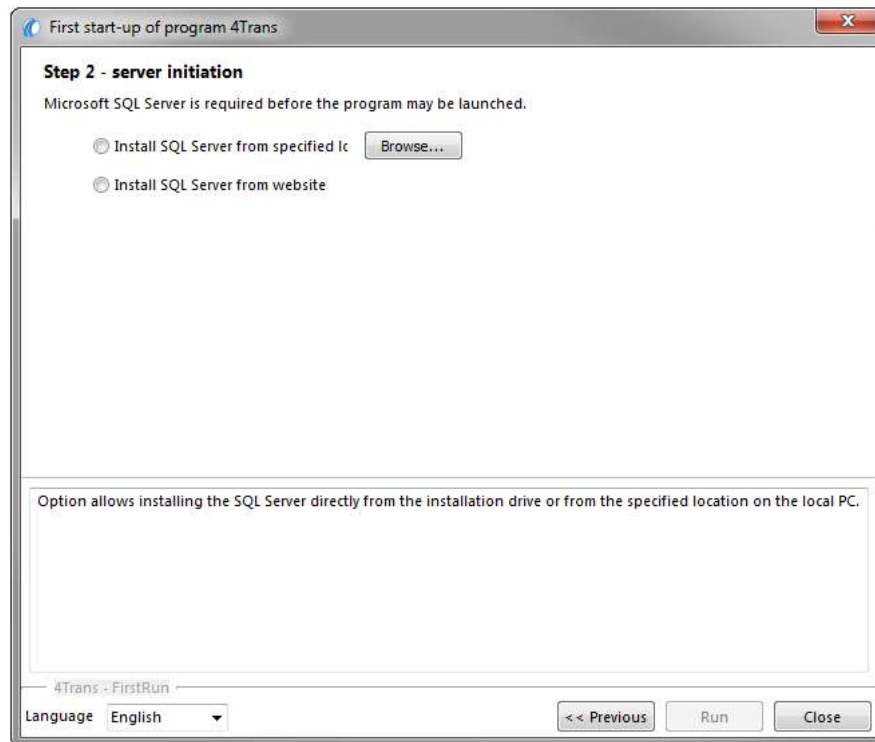 First start-up of program 4Trans
Step 2 - server initiation
Microsoft SQL Server is required before the program may be launched.
Install SQL Server from specified lc Browse...
Install SQL Server from website
Option allows installing the SQL Server directly from the installation drive or from the specified location on the local PC.
4Trans - FirstRun
Language English << Previous Run Close